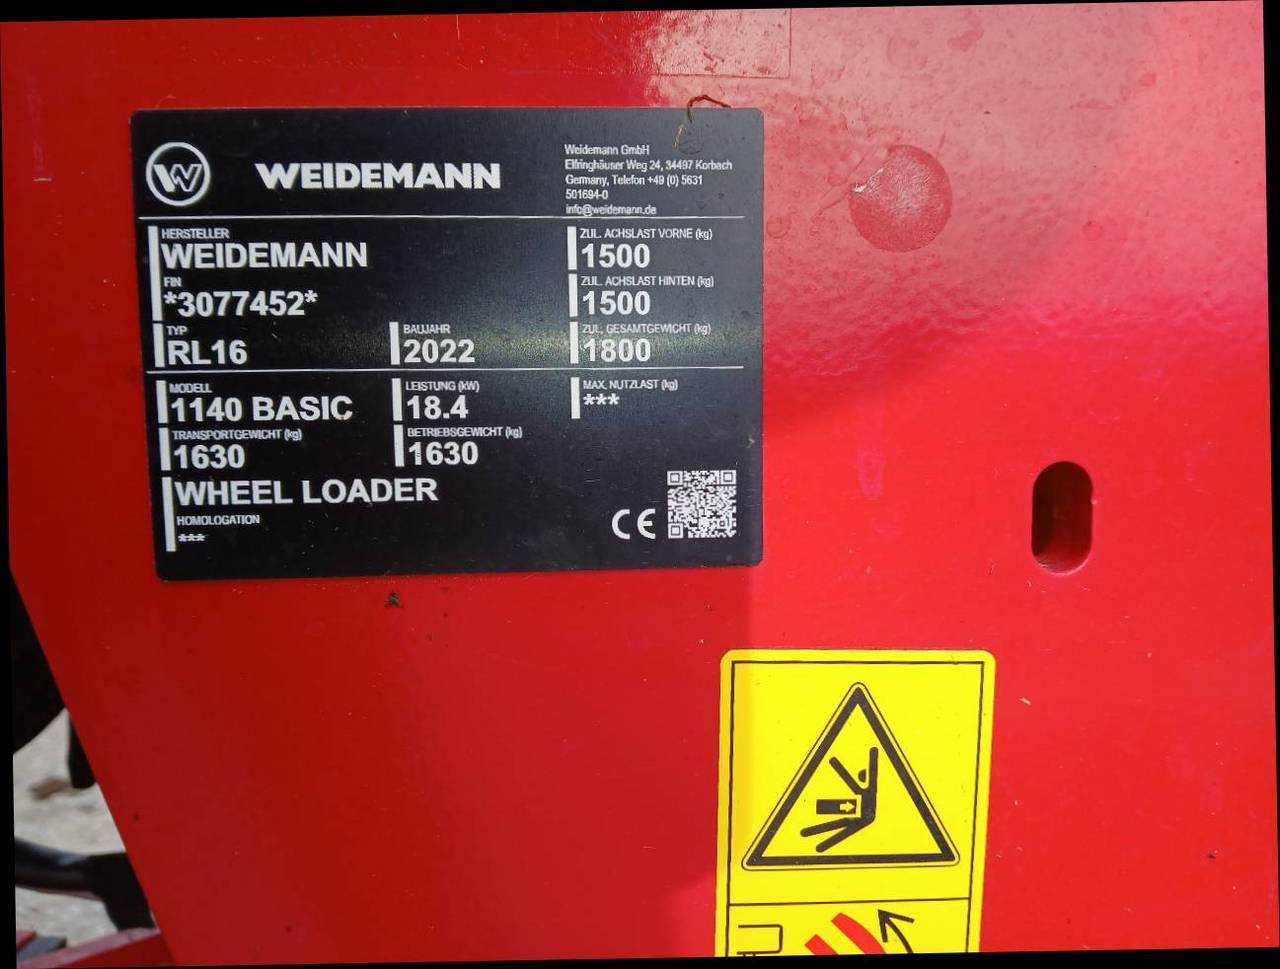 WEIDEMANN
Weidemann GmbH
Elfringhäuser Weg 24, 34497 Korbach
Germany, Telefon +49 (0) 5631
501694-0
info@weidemann.de
HERSTELLER
WEIDEMANN
FIN
*3077452*
TYP
RL16
BAUJAHR
2022
ZUL. ACHSLAST VORNE (kg)
1500
ZUL. ACHSLAST HINTEN (kg)
1500
ZUL. GESAMTGEWICHT (kg)
1800
MODELL
1140 BASIC
LEISTUNG (kW)
18.4
MAX. NUTZLAST (kg)
***
TRANSPORTGEWICHT (kg)
1630
BETRIEBSGEWICHT (kg)
1630
WHEEL LOADER
HOMOLOGATION
***
CE